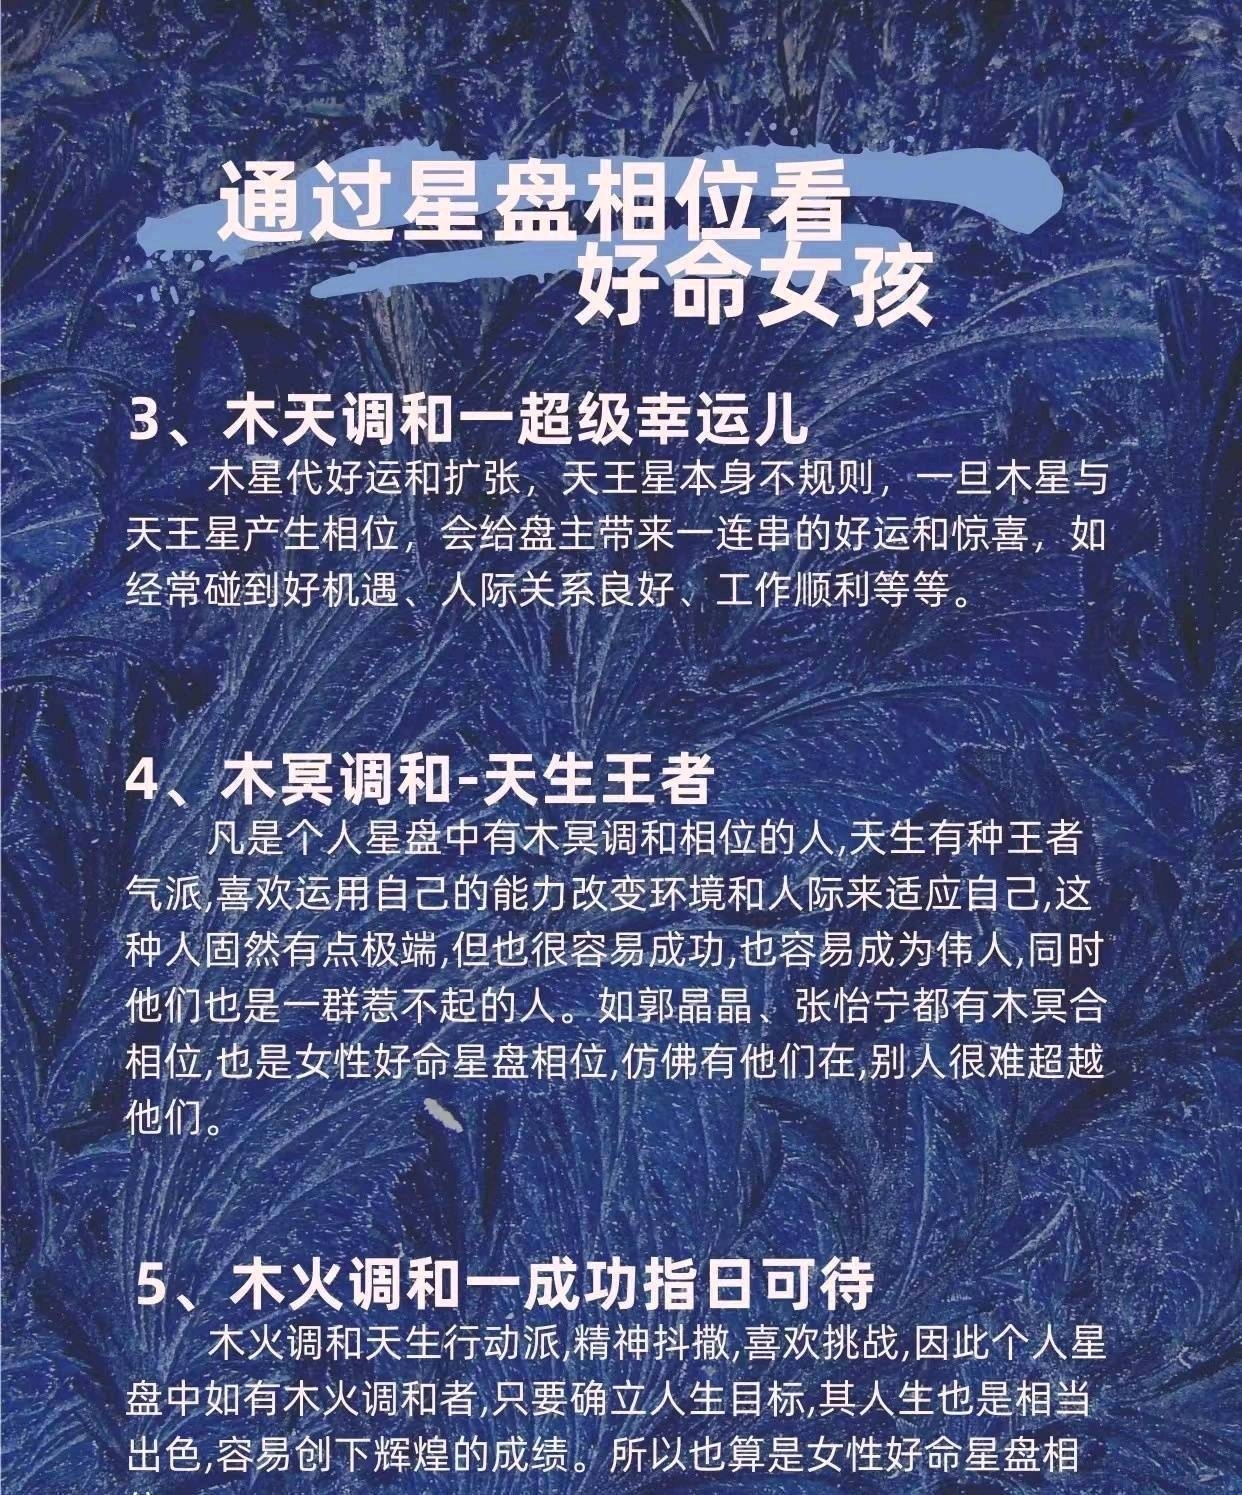 通过星盘相位看
好命女孩
3、木天调和一超级幸运儿
木星代好运和扩张，天王星本身不规则，一旦木星与
天王星产生相位，会给盘主带来一连串的好运和惊喜，如
经常碰到好机遇、人际关系良好、工作顺利等等。
4、木冥调和-天生王者
凡是个人星盘中有木冥调和相位的人,天生有种王者
气派,喜欢运用自己的能力改变环境和人际来适应自己,这
种人固然有点极端,但也很容易成功,也容易成为伟人,同时
他们也是一群惹不起的人。如郭晶晶、张怡宁都有木冥合
相位,也是女性好命星盘相位,仿佛有他们在,别人很难超越
他们。
5、木火调和一成功指日可待
木火调和天生行动派,精神抖擞,喜欢挑战,因此个人星
盘中如有木火调和者,只要确立人生目标,其人生也是相当
出色,容易创下辉煌的成绩。所以也算是女性好命星盘相